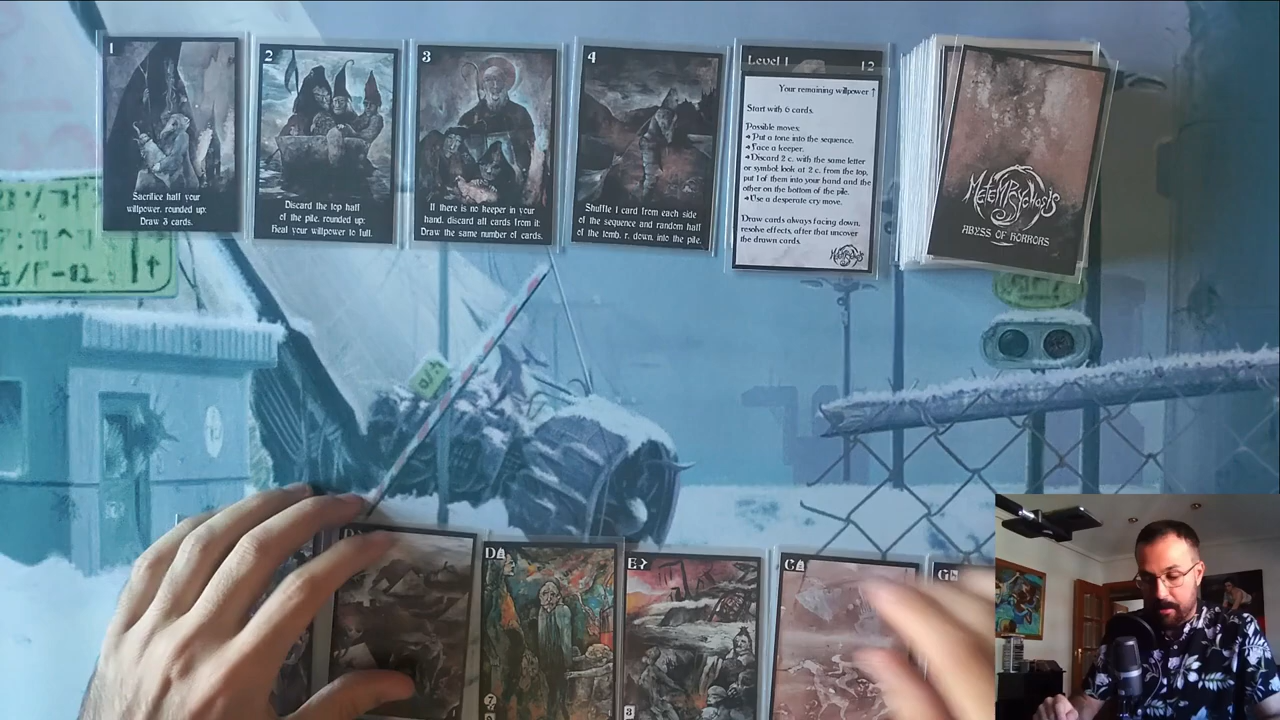 1
Sacrifice half your
willpower, rounded up:
Draw 3 cards.
2
Discard the top half
of the pile, rounded up:
Heal your willpower to full.
3
If there is no keeper in your
hand, discard all cards from it:
Draw the same number of cards.
4
Shuffle 1 card from each side
of the sequence and random half
of the tomb, r. down, into the pile.
Level 1 12
Your remaining willpower ↑
Start with 6 cards.
Possible moves:
→ Put a tone into the sequence.
→ Face a keeper.
→ Discard 2 c. with the same letter
or symbol look at 2 c. from the top,
put 1 of them into your hand and the
other on the bottom of the pile.
→ Use a desperate cry move.
Draw cards always facing down,
resolve effects, after that uncover
the drawn cards.
Metempsychosis
Metempsychosis
ABYSS OF HORRORS
D
7
E
3
C
G